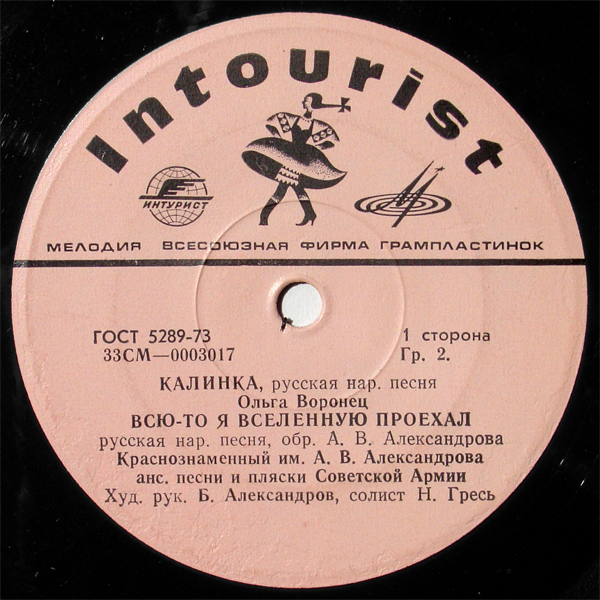 Intourist
ИНТУРИСТ
МЕЛОДИЯ ВСЕСОЮЗНАЯ ФИРМА ГРАМПЛАСТИНОК
ГОСТ 5289-73 1 сторона
33СМ—0003017 Гр. 2.
КАЛИНКА, русская нар. песня
Ольга Воронец
ВСЮ-ТО Я ВСЕЛЕННУЮ ПРОЕХАЛ
русская нар. песня, обр. А. В. Александрова
Краснознаменный им. А. В. Александрова
анс. песни и пляски Советской Армии
Худ. рук. Б. Александров, солист Н. Гресь